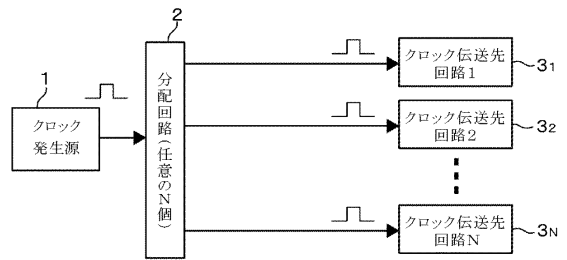 1
クロック
発生源
2
分配回路(任意のN個)
クロック伝送先
回路1
31
クロック伝送先
回路2
32
クロック伝送先
回路N
3N